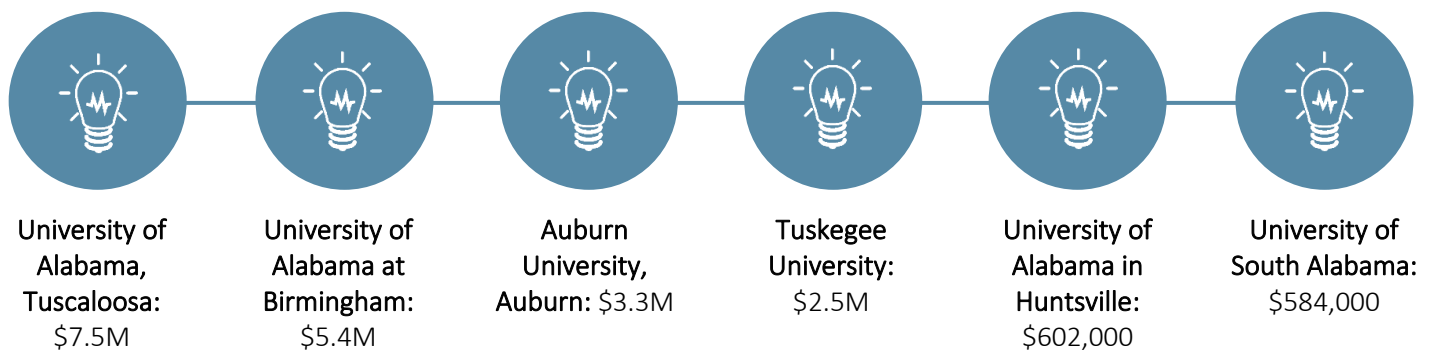 University of
Alabama,
Tuscaloosa:
$7.5M
University of
Alabama at
Birmingham:
$5.4M
Auburn
University,
Auburn: $3.3M
Tuskegee
University:
$2.5M
University of
Alabama in
Huntsville:
$602,000
University of
South Alabama:
$584,000